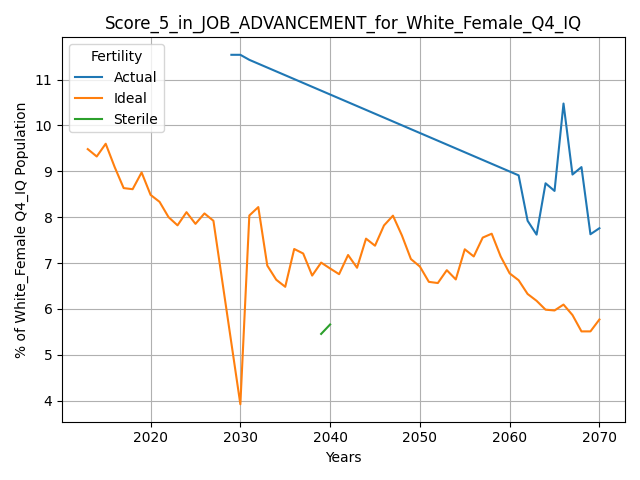 Score_5_in_JOB_ADVANCEMENT_for_White_Female_Q4_IQ
Fertility
Actual
Ideal
Sterile
% of White_Female Q4_IQ Population
11
10
9
8
7
6
5
4
2020 2030 2040 2050 2060 2070
Years